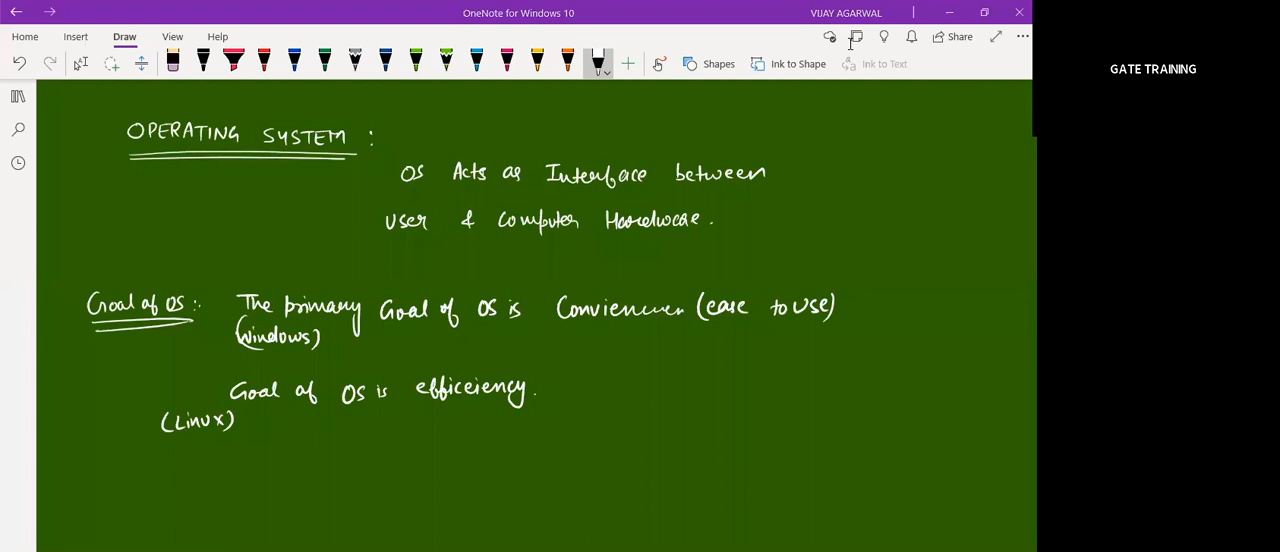 OneNote for Windows 10
VIJAY AGARWAL
Home Insert Draw View Help
Share
Shapes Ink to Shape Ink to Text
GATE TRAINING
OPERATING SYSTEM :
OS Acts as Interface between
User & Computer Hardware.
Goal of OS :. The primary Goal of OS is (ease to use)
(Windows)
Goal of OS is efficeiency.
(Linux)